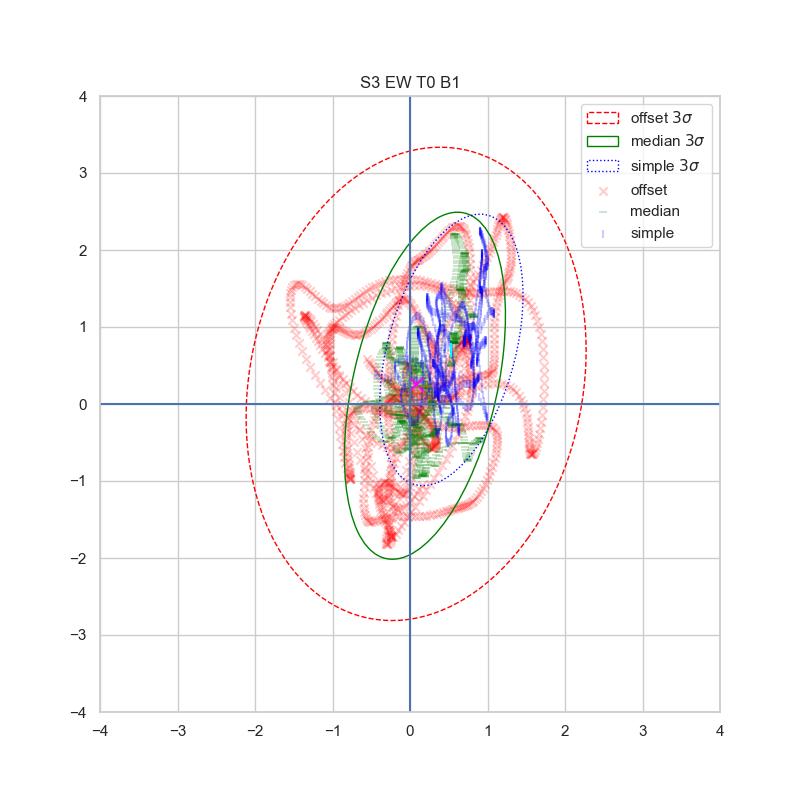 S3 EW T0 B1
offset 3σ
median 3σ
simple 3σ
offset
median
simple
4
3
2
1
0
−1
−2
−3
−4
−4 −3 −2 −1 0 1 2 3 4